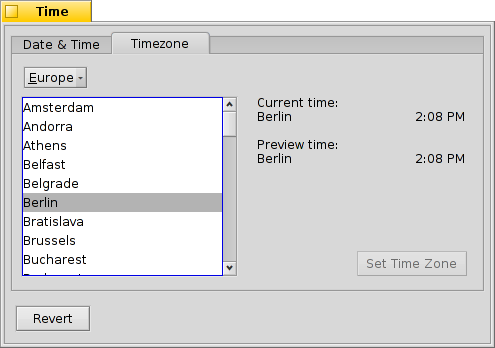 Time
Date & Time
Timezone
Europe
Amsterdam
Andorra
Athens
Belfast
Belgrade
Berlin
Bratislava
Brussels
Bucharest
Current time:
Berlin 2:08 PM
Preview time:
Berlin 2:08 PM
Set Time Zone
Revert